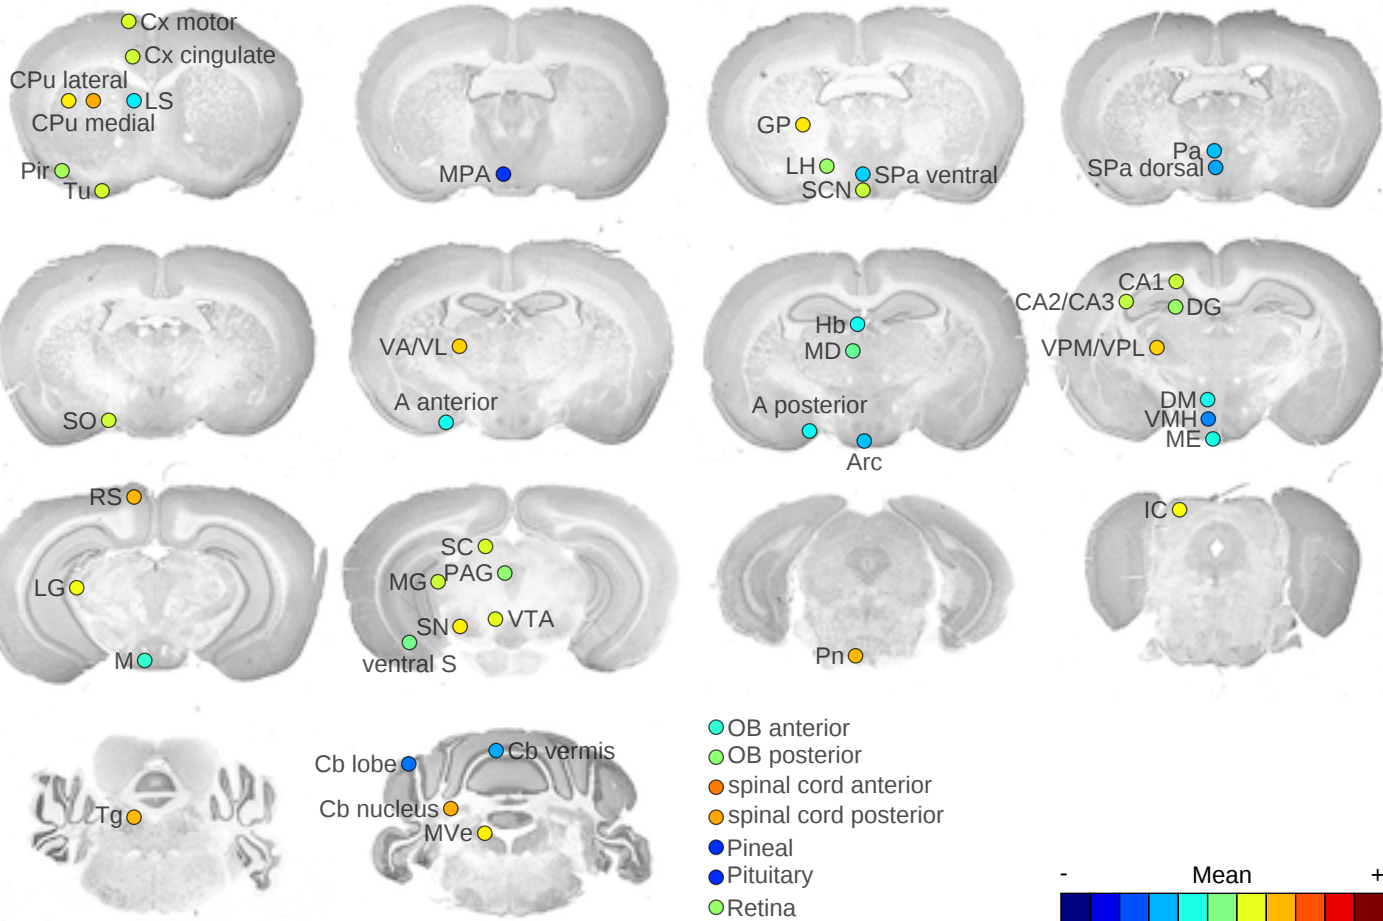 Cx motor
Cx cingulate
CPu lateral
LS
CPu medial
Pir
Tu
MPA
GP
LH
SPa ventral
SCN
Pa
SPa dorsal
SO
VA/VL
A anterior
Hb
MD
A posterior
Arc
CA1
CA2/CA3
DG
VPM/VPL
DM
VMH
ME
RS
LG
M
SC
MG
PAG
SN
VTA
ventral S
Pn
IC
Tg
Cb lobe
Cb vermis
Cb nucleus
MVe
OB anterior
OB posterior
spinal cord anterior
spinal cord posterior
Pineal
Pituitary
Retina
- Mean +